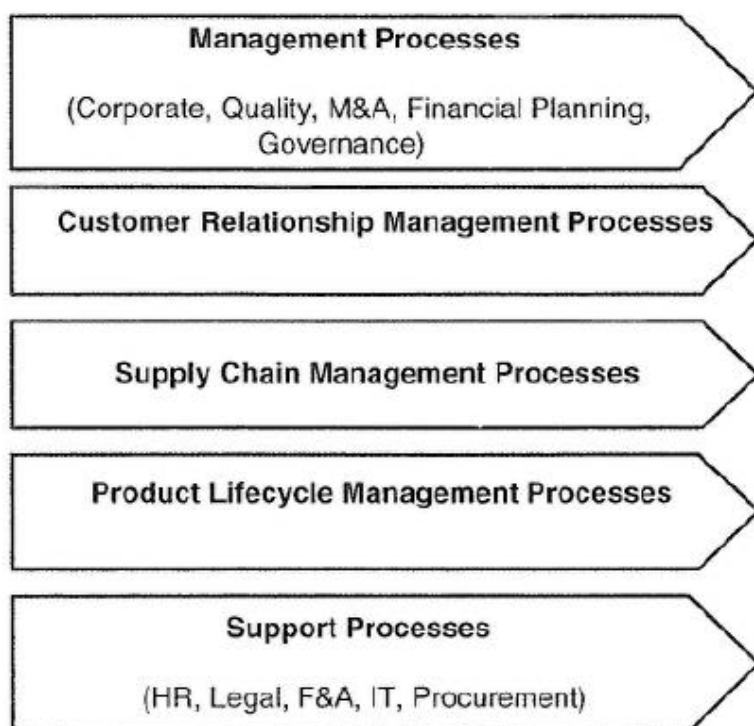 Management Processes
(Corporate, Quality, M&A, Financial Planning,
Governance)
Customer Relationship Management Processes
Supply Chain Management Processes
Product Lifecycle Management Processes
Support Processes
(HR, Legal, F&A, IT, Procurement)